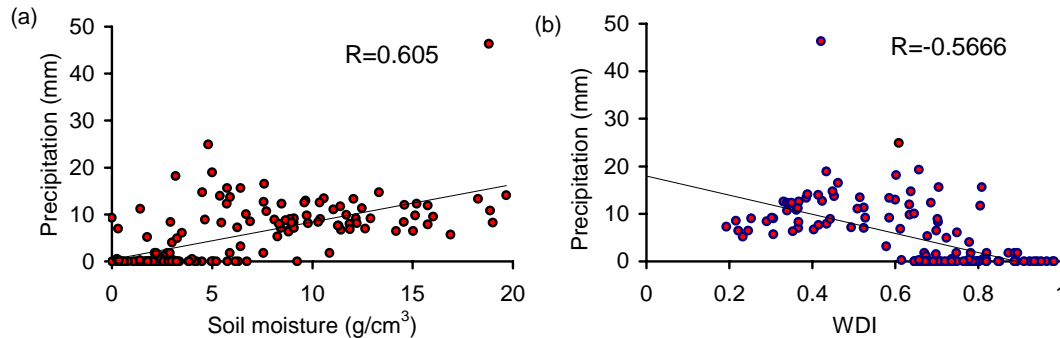 (a)
Precipitation (mm)
50
40
30
20
10
0
R=0.605
0 5 10 15 20
Soil moisture (g/cm³)
(b)
Precipitation (mm)
50
40
30
20
10
0
R=-0.5666
0 0.2 0.4 0.6 0.8 1
WDI